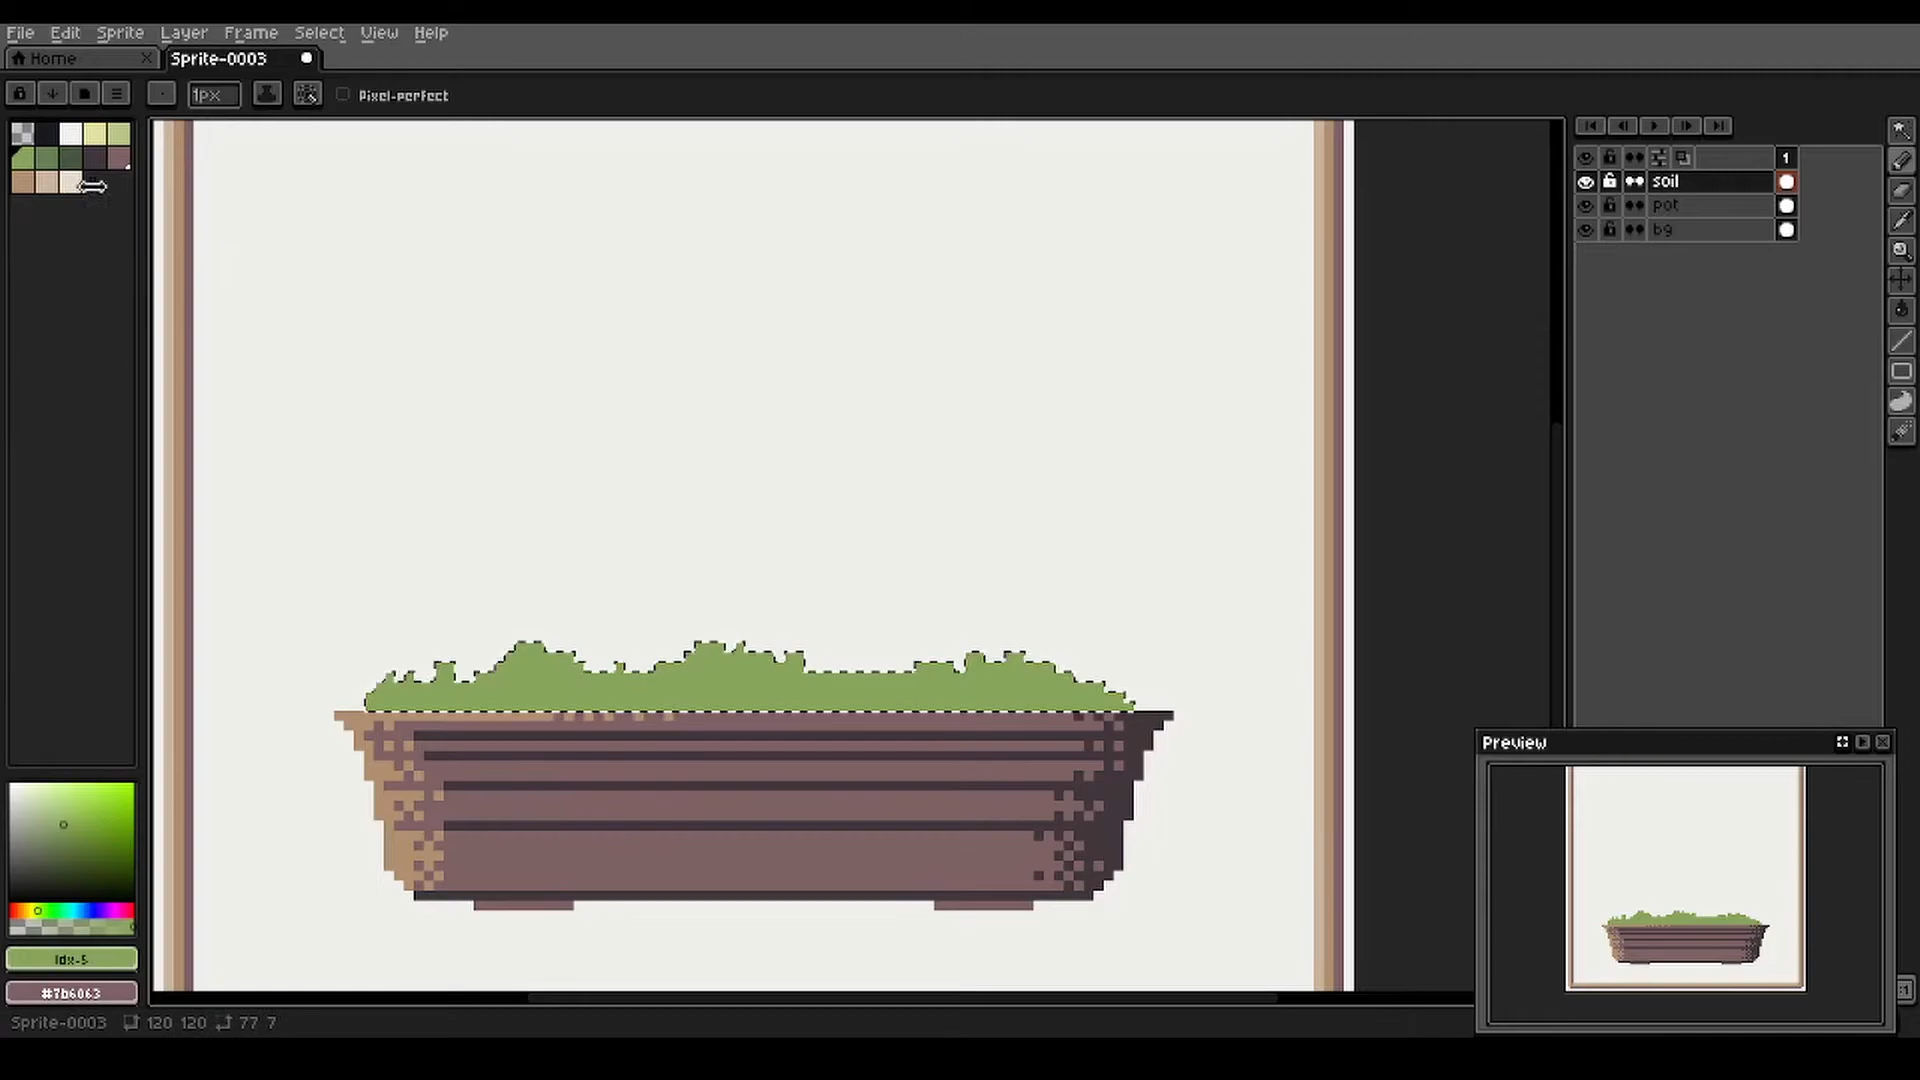 File Edit Sprite Layer Frame Select View Help
Home Sprite-0003
1px Pixel-perfect
1
soil
pot
bg
Preview
Idx-5
#7b6063
Sprite-0003 120 120 77 7